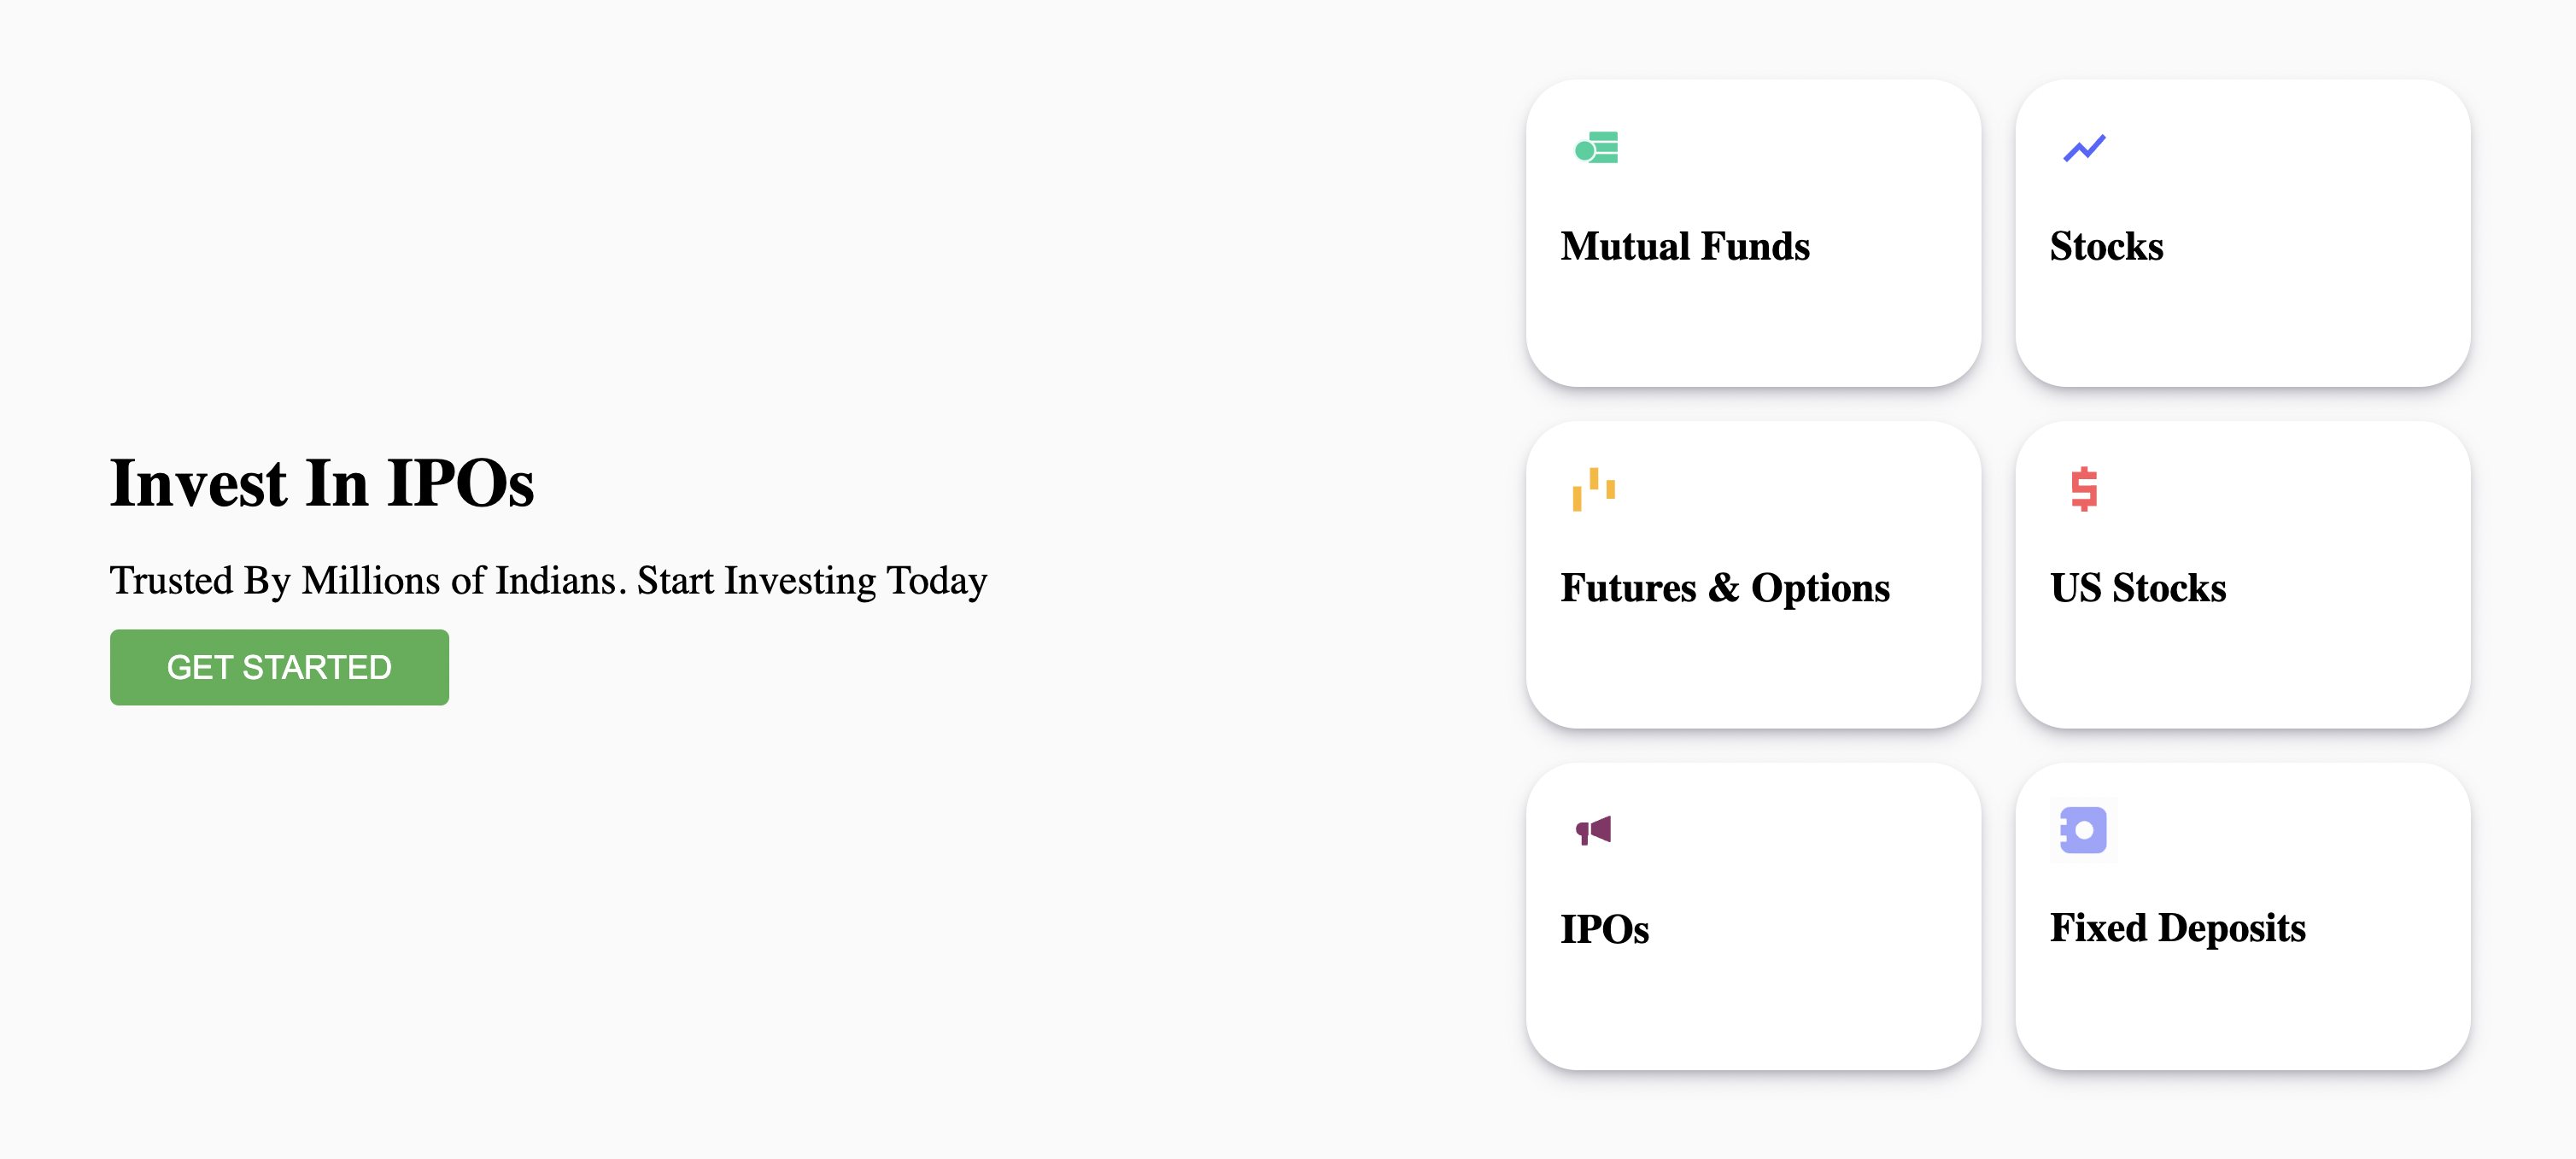 Invest In IPOs
Trusted By Millions of Indians. Start Investing Today
GET STARTED
Mutual Funds
Stocks
Futures & Options
US Stocks
IPOs
Fixed Deposits